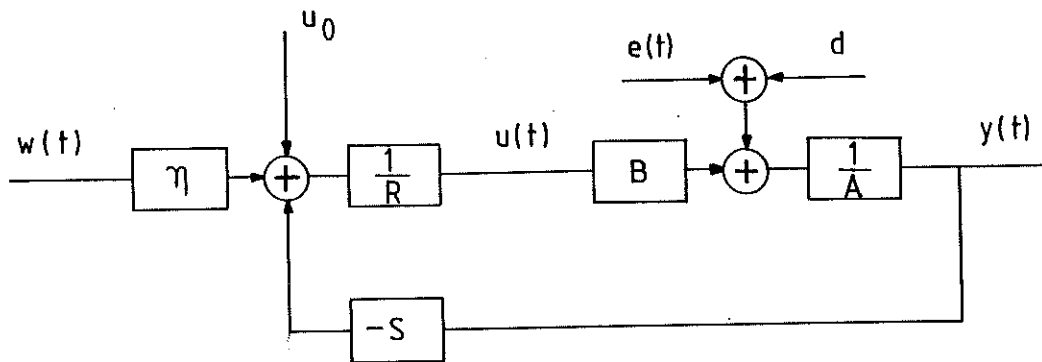 u₀
e(t)
d
w(t)
u(t)
y(t)
η
+
1
R
B
+
+
1
A
-S